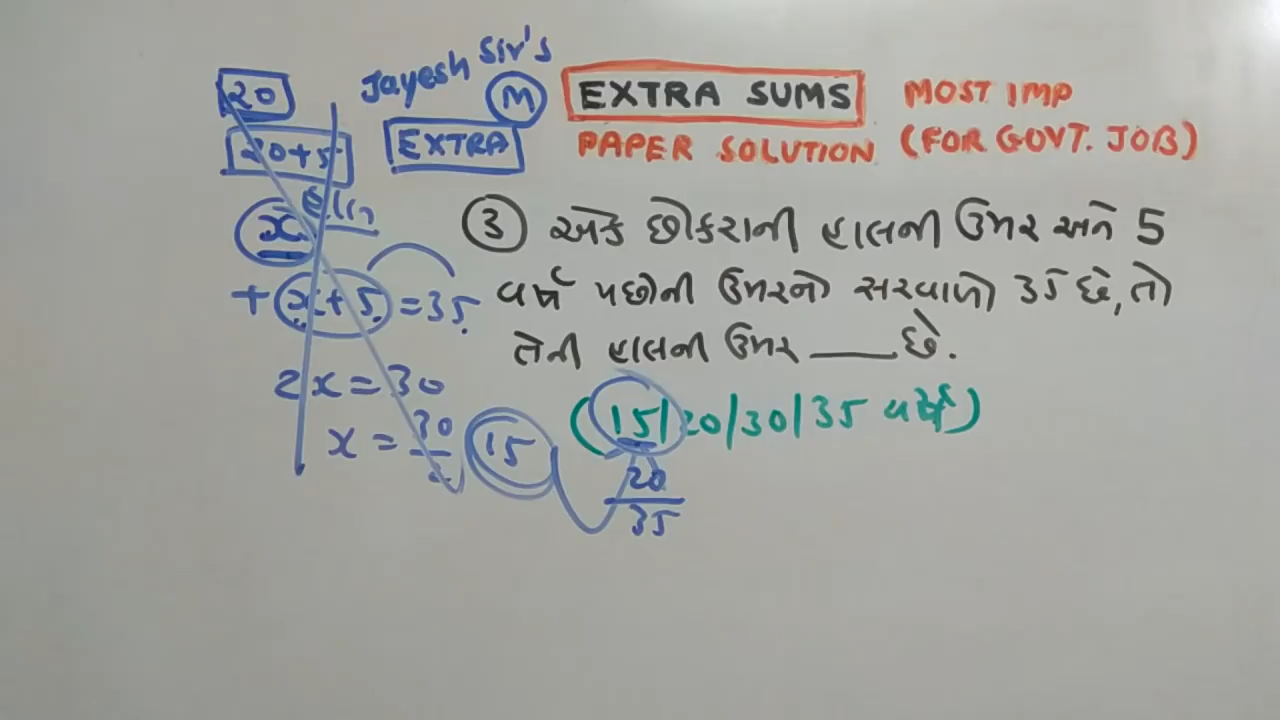 Jayesh Sir's
M
EXTRA
EXTRA SUMS MOST IMP
PAPER SOLUTION (FOR GOVT. JOB)
20
20+5
x
+ x+5 = 35
2x = 30
x = 30/2 15
3 એક છોકરાની હાલની ઉંમર અને 5
વર્ષ પછીની ઉંમરનો સરવાળો 35 છે, તો
તેની હાલની ઉંમર ____ છે.
(15/20/30/35 વર્ષ)
20
35